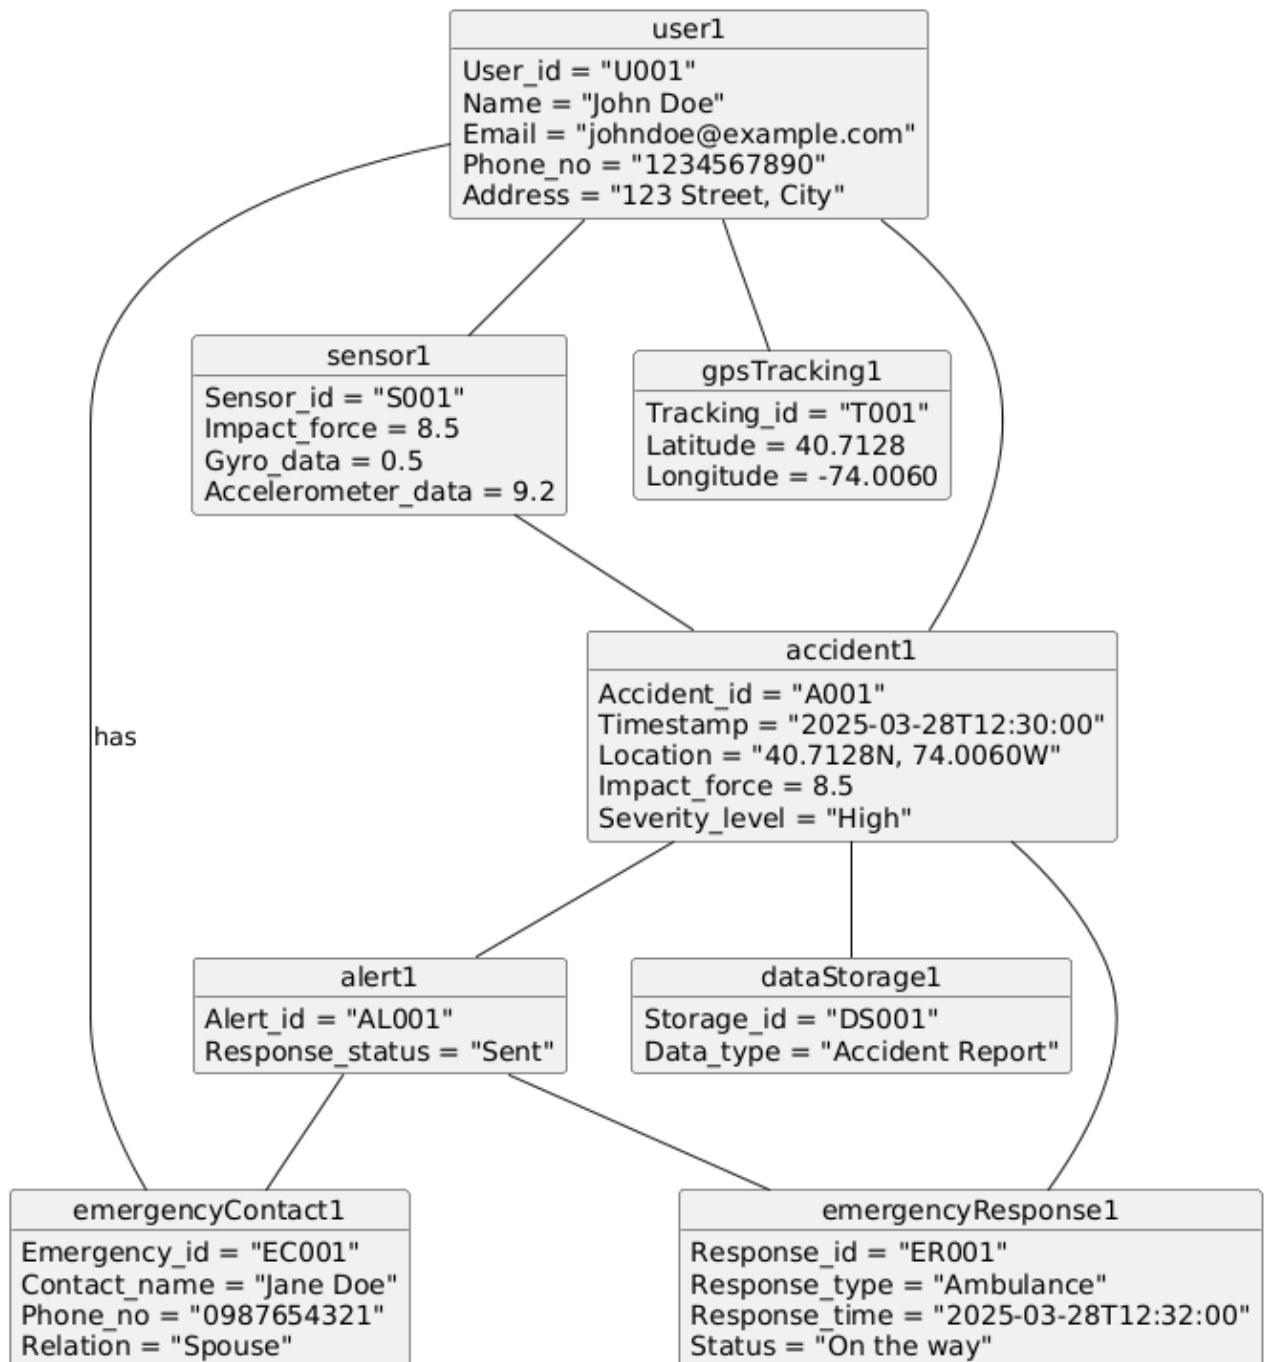 user1
User_id = "U001"
Name = "John Doe"
Email = "johndoe@example.com"
Phone_no = "1234567890"
Address = "123 Street, City"
sensor1
Sensor_id = "S001"
Impact_force = 8.5
Gyro_data = 0.5
Accelerometer_data = 9.2
gpsTracking1
Tracking_id = "T001"
Latitude = 40.7128
Longitude = -74.0060
accident1
Accident_id = "A001"
Timestamp = "2025-03-28T12:30:00"
Location = "40.7128N, 74.0060W"
Impact_force = 8.5
Severity_level = "High"
has
alert1
Alert_id = "AL001"
Response_status = "Sent"
dataStorage1
Storage_id = "DS001"
Data_type = "Accident Report"
emergencyContact1
Emergency_id = "EC001"
Contact_name = "Jane Doe"
Phone_no = "0987654321"
Relation = "Spouse"
emergencyResponse1
Response_id = "ER001"
Response_type = "Ambulance"
Response_time = "2025-03-28T12:32:00"
Status = "On the way"